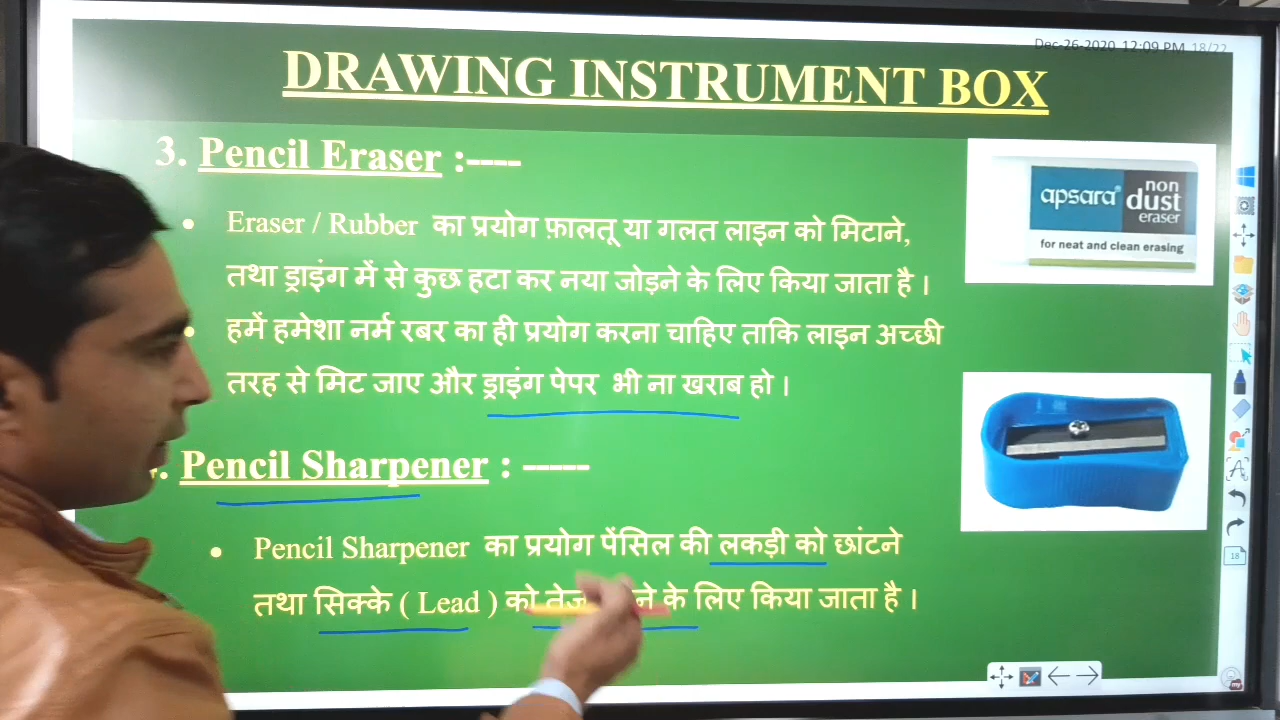 Dec-26-2020 12:09 PM 18/22
DRAWING INSTRUMENT BOX
3. Pencil Eraser :----
• Eraser / Rubber का प्रयोग फ़ालतू या गलत लाइन को मिटाने,
तथा ड्राइंग में से कुछ हटा कर नया जोड़ने के लिए किया जाता है ।
• हमें हमेशा नर्म रबर का ही प्रयोग करना चाहिए ताकि लाइन अच्छी
तरह से मिट जाए और ड्राइंग पेपर भी ना खराब हो ।
apsara
non
dust
eraser
for neat and clean erasing
. Pencil Sharpener : -----
• Pencil Sharpener का प्रयोग पेंसिल की लकड़ी को छांटने
तथा सिक्के ( Lead ) को तेज के लिए किया जाता है ।
18